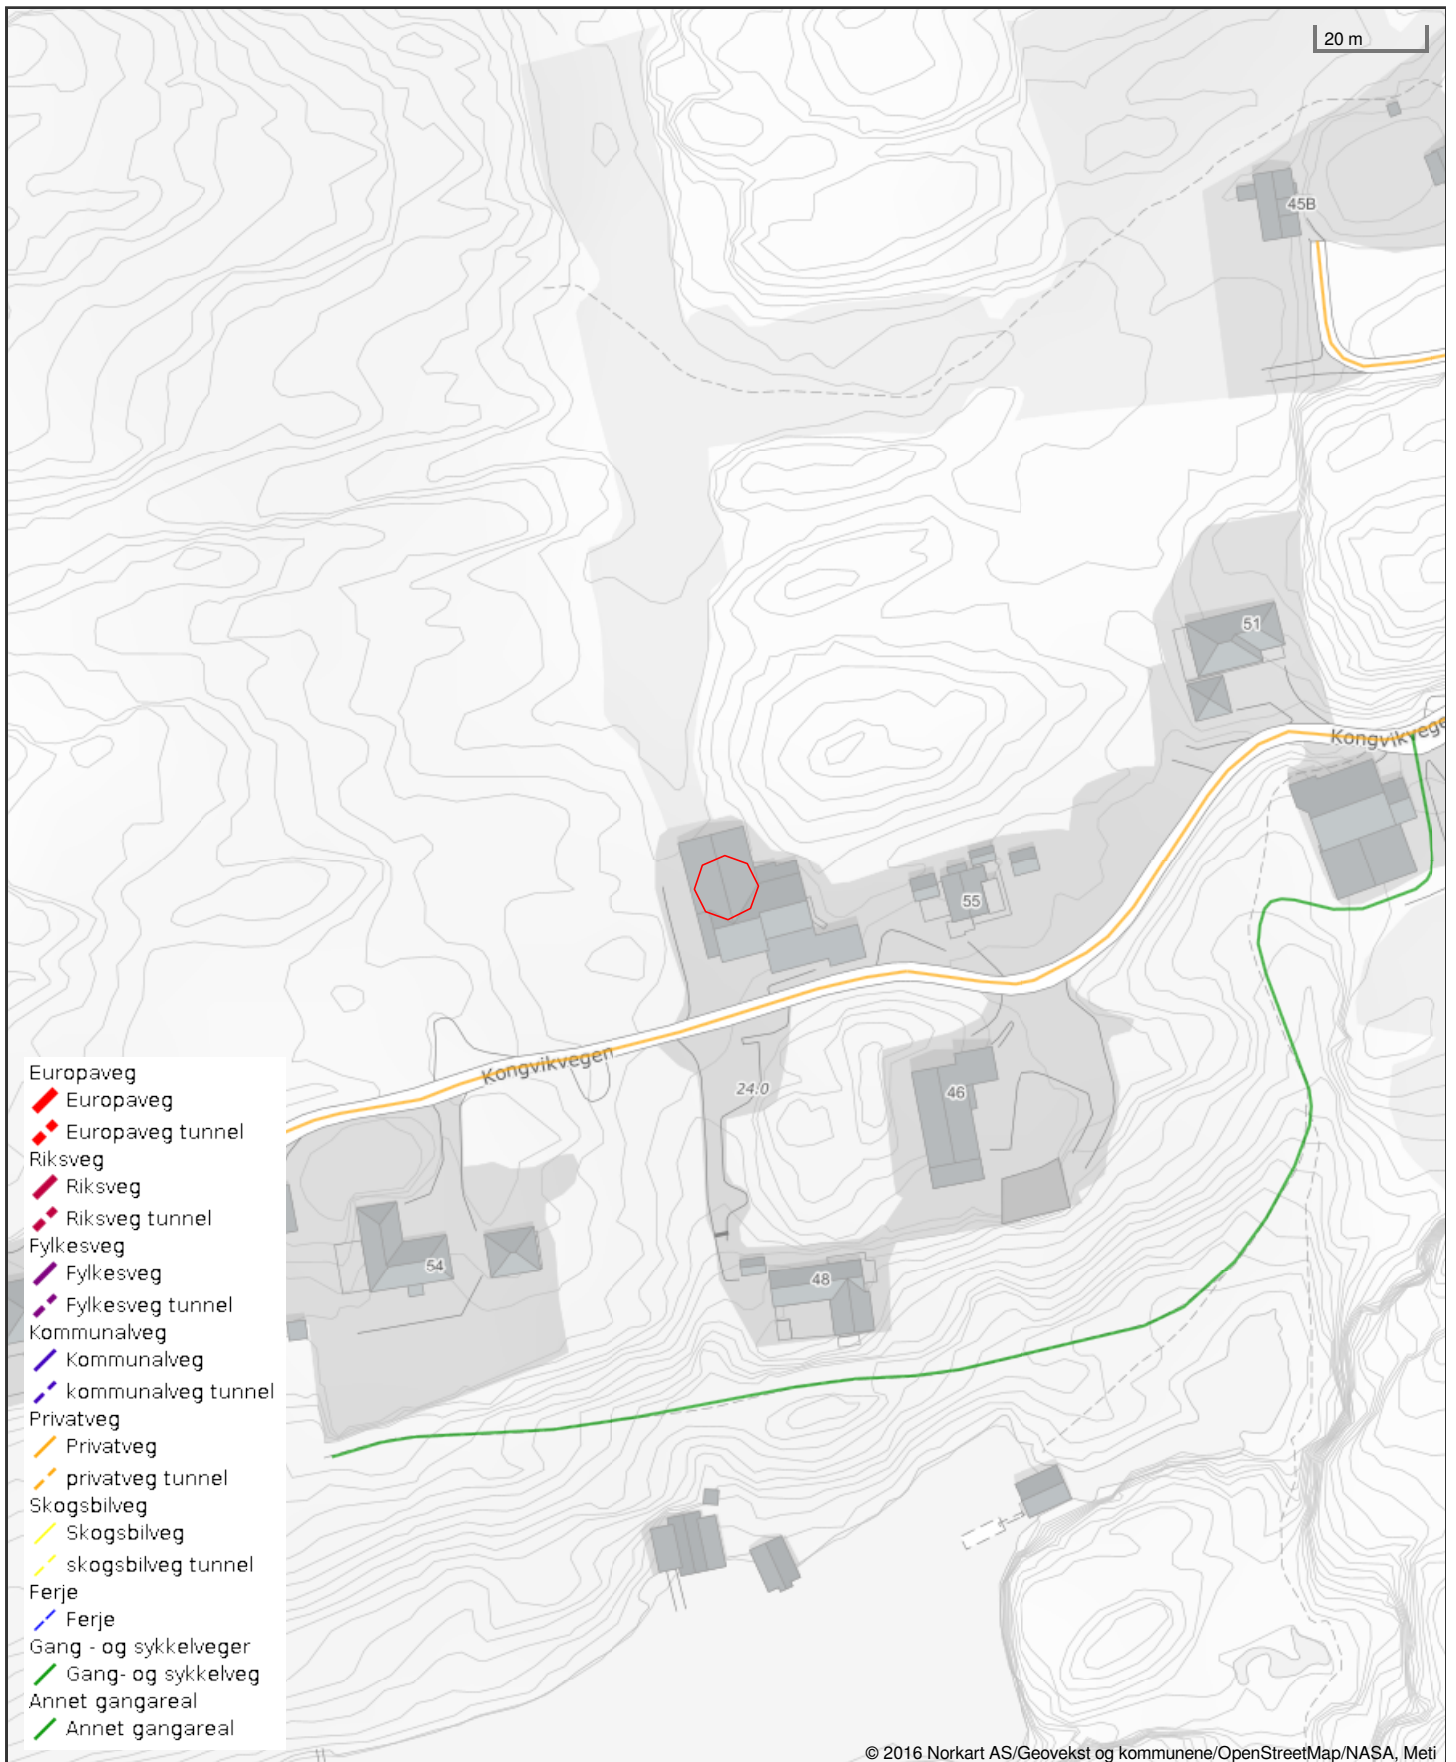 20 m
45B
51
Kongvikvege
55
Kongvikvegen
24.0
46
54
48
Europaveg
Europaveg
Europaveg tunnel
Riksveg
Riksveg
Riksveg tunnel
Fylkesveg
Fylkesveg
Fylkesveg tunnel
Kommunalveg
Kommunalveg
kommunalveg tunnel
Privatveg
Privatveg
privatveg tunnel
Skogsbilveg
Skogsbilveg
skogsbilveg tunnel
Ferje
Ferje
Gang - og sykkelveger
Gang- og sykkelveg
Annet gangareal
Annet gangareal
© 2016 Norkart AS/Geovekst og kommunene/OpenStreetMap/NASA, Meti